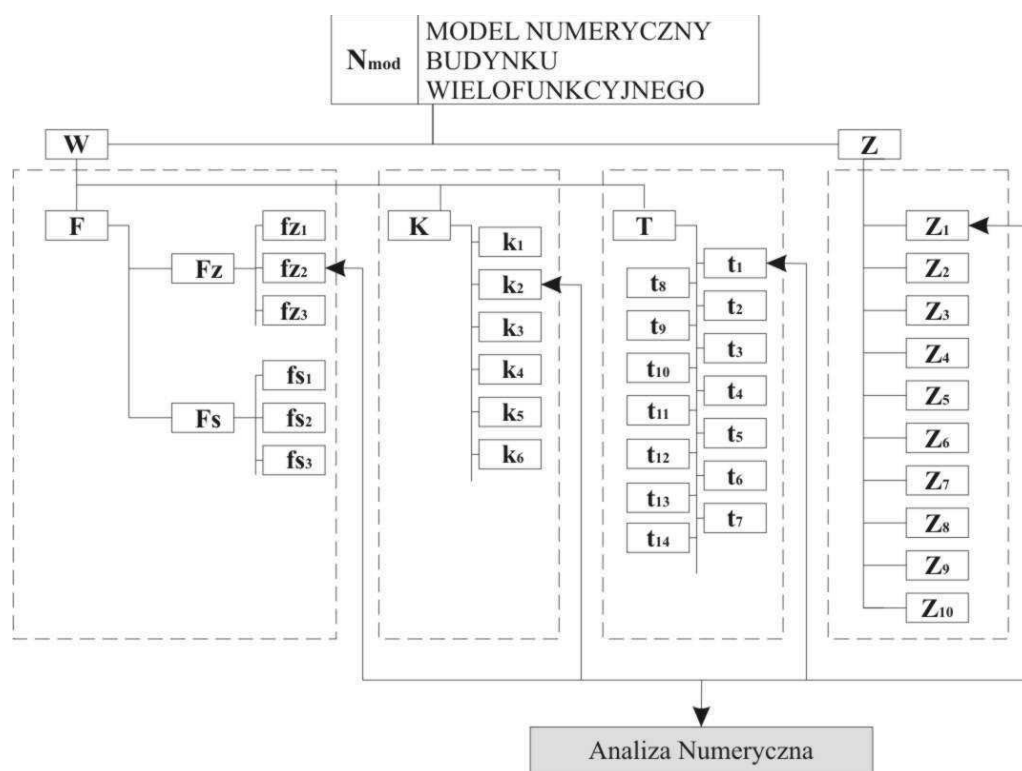 N mod
MODEL NUMERYCZNY
BUDYNKU
WIELOFUNKCYJNEGO
W
Z
F
Fz
fz1
fz2
fz3
Fs
fs1
fs2
fs3
K
k1
k2
k3
k4
k5
k6
T
t1
t8
t2
t9
t3
t10
t4
t11
t5
t12
t6
t13
t7
t14
Z1
Z2
Z3
Z4
Z5
Z6
Z7
Z8
Z9
Z10
Analiza Numeryczna